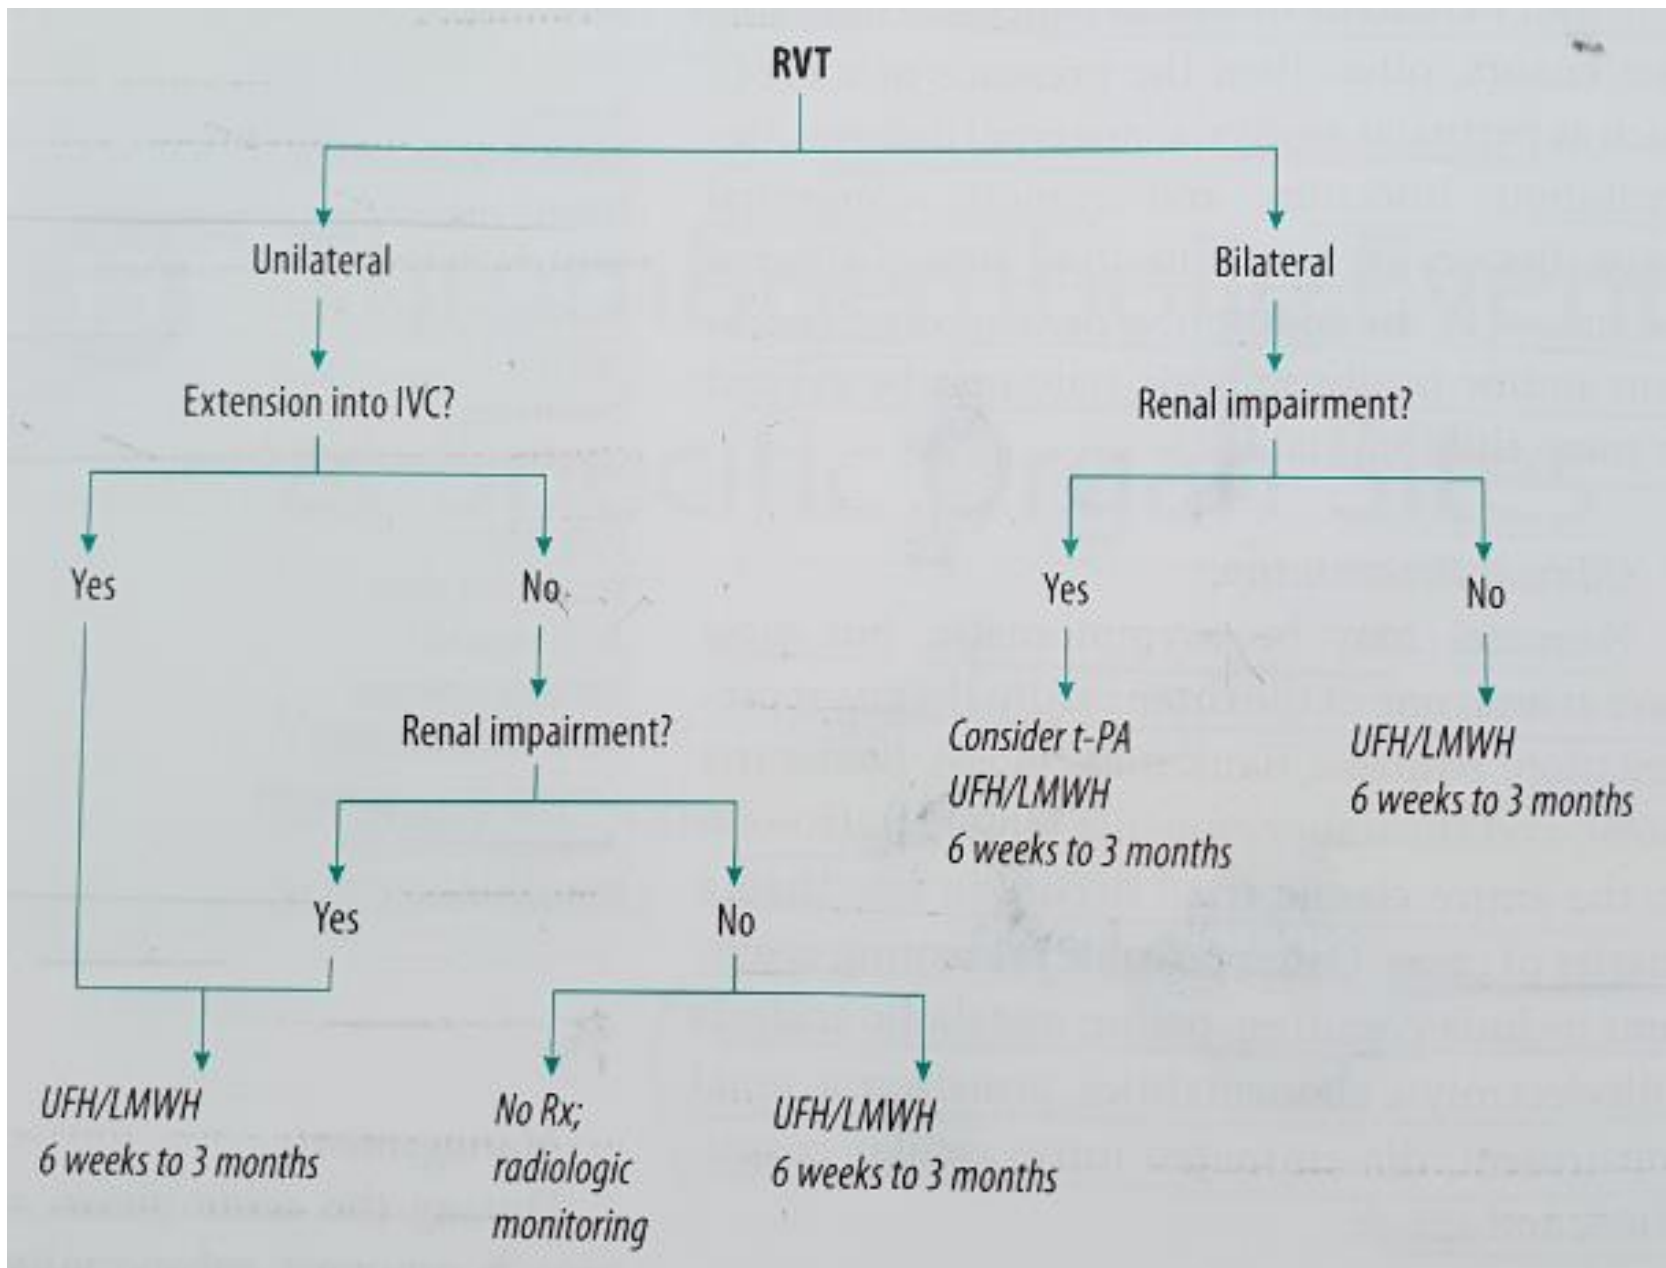 RVT
Unilateral
Bilateral
Extension into IVC?
Renal impairment?
Yes
No
Yes
No
Renal impairment?
Consider t-PA
UFH/LMWH
6 weeks to 3 months
UFH/LMWH
6 weeks to 3 months
Yes
No
UFH/LMWH
6 weeks to 3 months
No Rx;
radiologic
monitoring
UFH/LMWH
6 weeks to 3 months